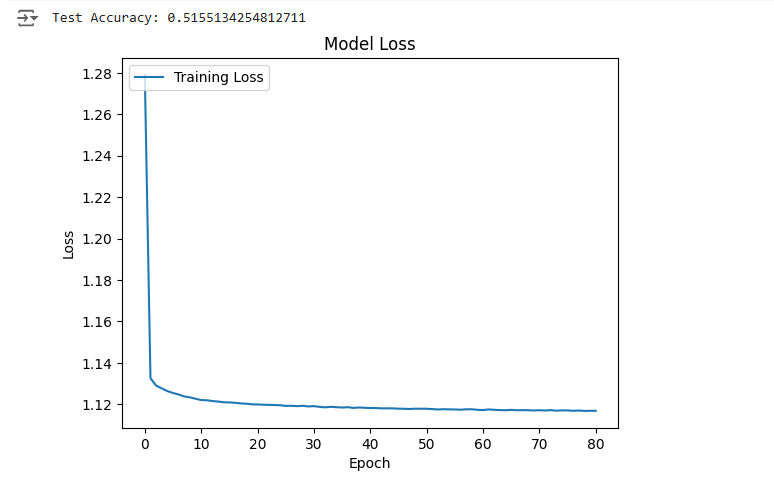 Test Accuracy: 0.5155134254812711
Model Loss
Training Loss
1.28
1.26
1.24
1.22
1.20
1.18
1.16
1.14
1.12
Loss
0 10 20 30 40 50 60 70 80
Epoch